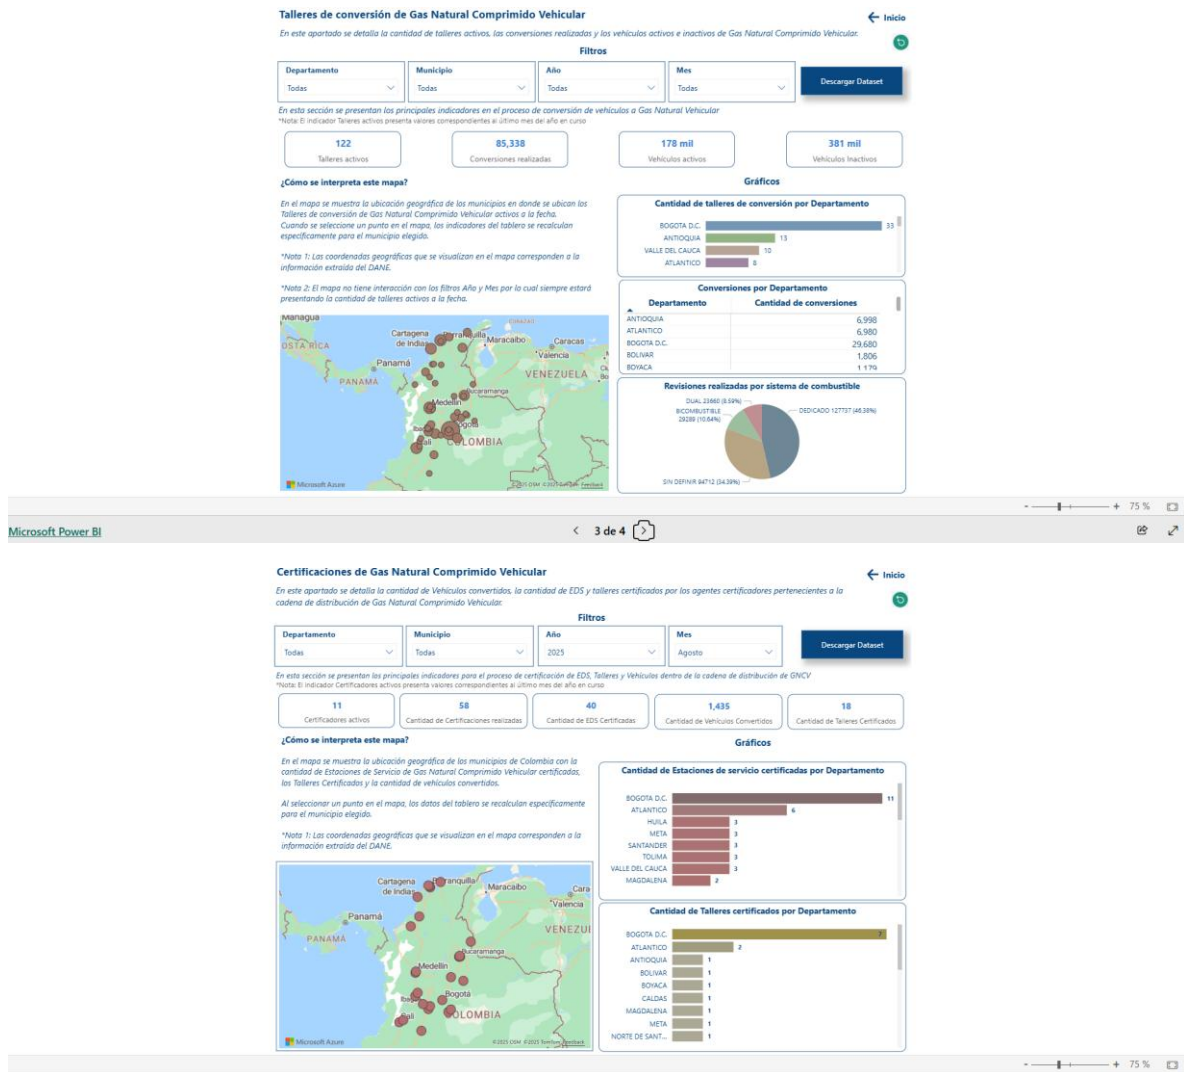 Talleres de conversión de Gas Natural Comprimido Vehicular
← Inicio
En este apartado se detalla la cantidad de talleres activos, las conversiones realizadas y los vehículos activos e inactivos de Gas Natural Comprimido Vehicular.
Filtros
Departamento Municipio Año Mes
Todas Todas Todas Todas
Descargar Dataset
En esta sección se presentan los principales indicadores en el proceso de conversión de vehículos a Gas Natural Vehicular
*Nota: El indicador Talleres activos presenta valores correspondientes al último mes del año en curso
122 85,338 178 mil 381 mil
Talleres activos Conversiones realizadas Vehículos activos Vehículos Inactivos
¿Cómo se interpreta este mapa?
En el mapa se muestra la ubicación geográfica de los municipios en donde se ubican los
Talleres de conversión de Gas Natural Comprimido Vehicular activos a la fecha.
Cuando se seleccione un punto en el mapa, los indicadores del tablero se recalculan
específicamente para el municipio elegido.
*Nota 1: Las coordenadas geográficas que se visualizan en el mapa corresponden a la
información extraída del DANE.
*Nota 2: El mapa no tiene interacción con los filtros Año y Mes por lo cual siempre estará
presentando la cantidad de talleres activos a la fecha.
Managua
COSTA RICA
Cartagena
de Indias
Maracaibo
Caracas
Valencia
Panamá
PANAMÁ
VENEZUELA
Bucaramanga
Medellín
Bogotá
Cali
COLOMBIA
Microsoft Azure
Gráficos
Cantidad de talleres de conversión por Departamento
BOGOTA D.C. 33
ANTIOQUIA 13
VALLE DEL CAUCA 10
ATLANTICO 8
Conversiones por Departamento
Departamento Cantidad de conversiones
ANTIOQUIA 6,998
ATLANTICO 6,980
BOGOTA D.C. 29,680
BOLIVAR 1,806
BOYACA 1,179
Revisiones realizadas por sistema de combustible
DUAL 23660 (8.59%)
BICOMBUSTIBLE
29289 (10.64%)
DEDICADO 127737 (46.38%)
SIN DEFINIR 94712 (34.39%)
- + 75 %
Microsoft Power BI
< 3 de 4 >
Certificaciones de Gas Natural Comprimido Vehicular
← Inicio
En este apartado se detalla la cantidad de Vehículos convertidos, la cantidad de EDS y talleres certificados por los agentes certificadores pertenecientes a la
cadena de distribución de Gas Natural Comprimido Vehicular.
Filtros
Departamento Municipio Año Mes
Todas Todas 2025 Agosto
Descargar Dataset
En esta sección se presentan los principales indicadores para el proceso de certificación de EDS, Talleres y Vehículos dentro de la cadena de distribución de GNCV
*Nota: El indicador Certificadores activos presenta valores correspondientes al último mes del año en curso
11 58 40 1,435 18
Certificadores activos Cantidad de Certificaciones realizadas Cantidad de EDS Certificadas Cantidad de Vehículos Convertidos Cantidad de Talleres Certificados
¿Cómo se interpreta este mapa?
En el mapa se muestra la ubicación geográfica de los municipios de Colombia con la
cantidad de Estaciones de Servicio de Gas Natural Comprimido Vehicular certificadas,
los Talleres Certificados y la cantidad de vehículos convertidos.
Al seleccionar un punto en el mapa, los datos del tablero se recalculan específicamente
para el municipio elegido.
*Nota 1: Las coordenadas geográficas que se visualizan en el mapa corresponden a la
información extraída del DANE.
Cartagena
de Indias
Barranquilla
Maracaibo
Cara
Valencia
Panamá
PANAMÁ
VENEZUE
Bucaramanga
Medellín
Bogotá
Cali
COLOMBIA
Microsoft Azure
Gráficos
Cantidad de Estaciones de servicio certificadas por Departamento
BOGOTA D.C. 11
ATLANTICO 6
HUILA 3
META 3
SANTANDER 3
TOLIMA 3
VALLE DEL CAUCA 3
MAGDALENA 2
Cantidad de Talleres certificados por Departamento
BOGOTA D.C. 7
ATLANTICO 2
ANTIOQUIA 1
BOLIVAR 1
BOYACA 1
CALDAS 1
MAGDALENA 1
META 1
NORTE DE SANT... 1
- + 75 %